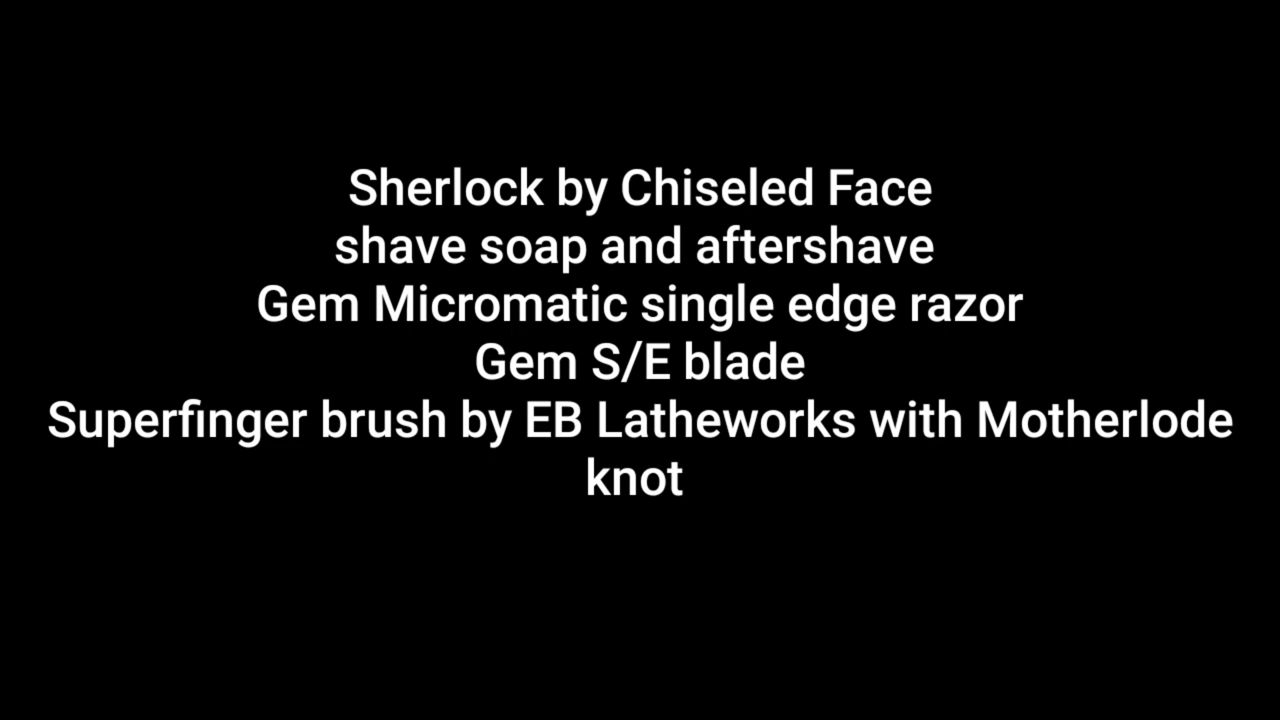 Sherlock by Chiseled Face
shave soap and aftershave
Gem Micromatic single edge razor
Gem S/E blade
Superfinger brush by EB Latheworks with Motherlode
knot